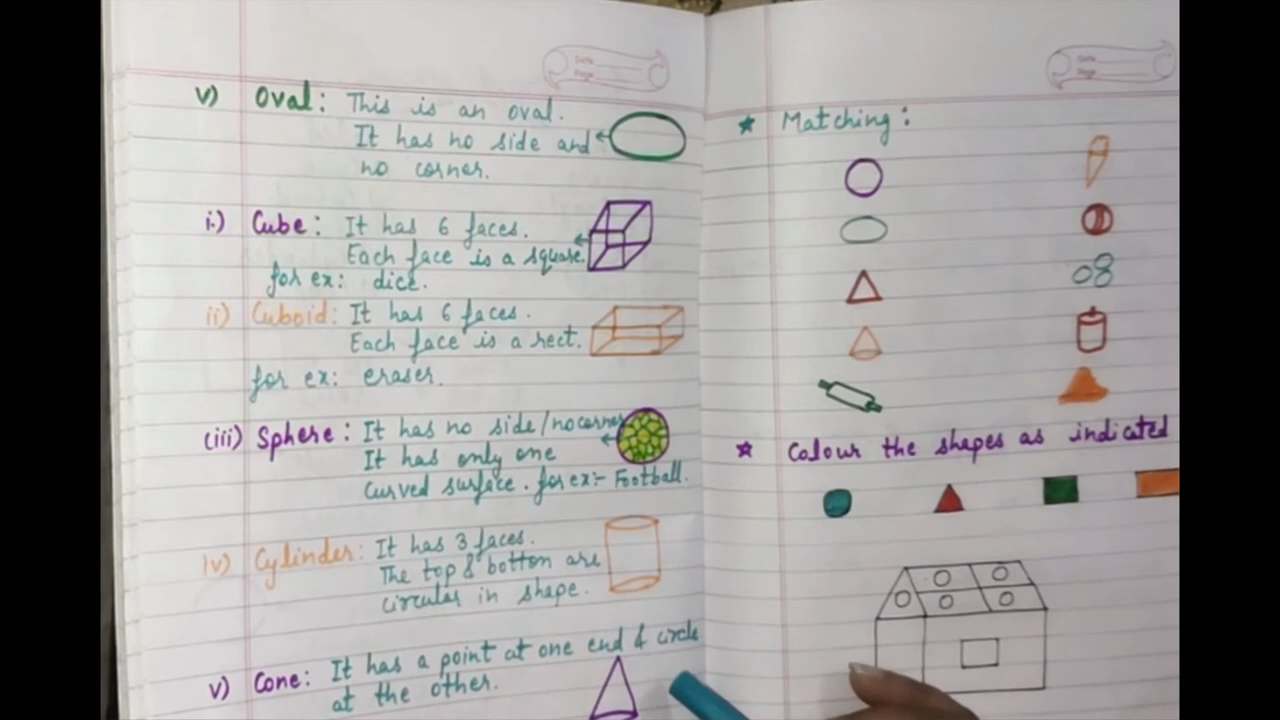 Date
Page
v) Oval: This is an oval.
It has no side and
no corner.
i.) Cube: It has 6 faces.
Each face is a square.
for ex: dice.
ii) Cuboid: It has 6 faces.
Each face is a rect.
for ex: eraser.
(iii) Sphere: It has no side/no corner
It has only one
curved surface. for ex:- Football.
iv) Cylinder: It has 3 faces.
The top & bottom are
circular in shape.
v) Cone: It has a point at one end & circle
at the other.
Date
Page
★ Matching:
★ Colour the shapes as indicated